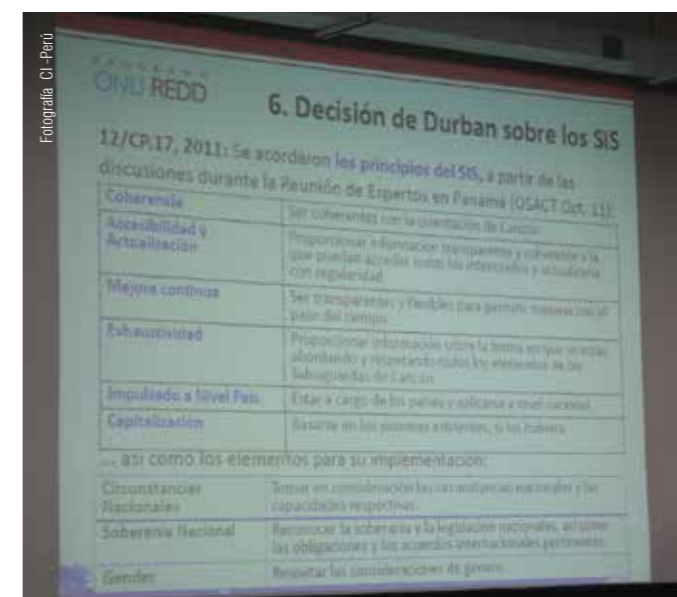 Fotografía CI -Perú
PROGRAMA
ONU REDD
6. Decisión de Durban sobre los SIS
12/CP.17, 2011: Se acordaron los principios del SIS, a partir de las
discusiones durante la Reunión de Expertos en Panamá (OSACT Oct. 11):
Coherencia
Ser coherentes con la orientación de Cancún
Accesibilidad y
Actualización
Proporcionar información transparente y coherente a la
que puedan acceder todos los interesados y actualizarla
con regularidad
Mejora continua
Ser transparentes y flexibles para permitir mejoras con el
paso del tiempo
Exhaustividad
Proporcionar información sobre la forma en que se están
abordando y respetando todos los elementos de las
Salvaguardas de Cancún
Impulsado a Nivel País
Estar a cargo de los países y aplicarse a nivel nacional
Capitalización
Basarse en los sistemas existentes, si los hubiera
... así como los elementos para su implementación:
Circunstancias
Nacionales
Tomar en consideración las circunstancias nacionales y las
capacidades respectivas.
Soberanía Nacional
Reconocer la soberanía y la legislación nacionales, así como
las obligaciones y los acuerdos internacionales pertinentes
Gender
Respetar las consideraciones de género